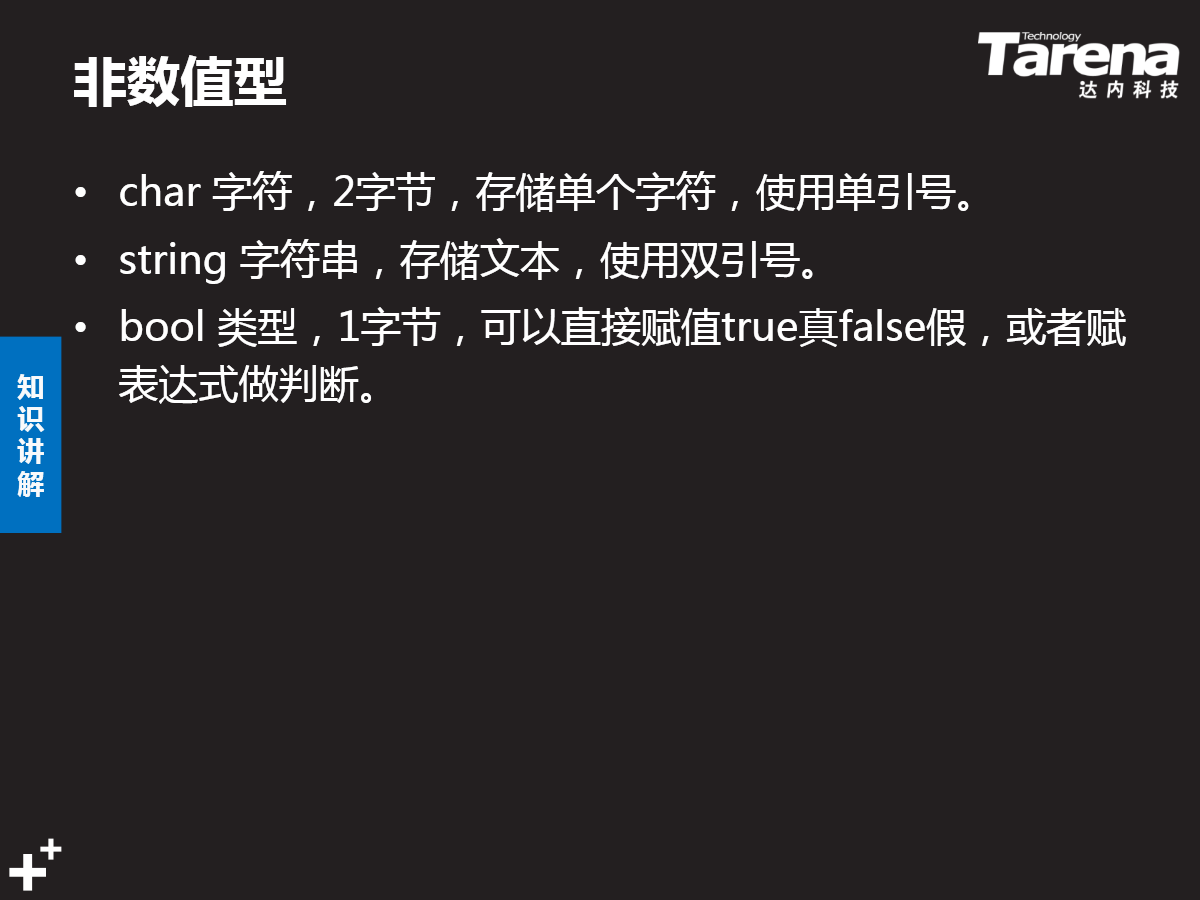 非数值型
Technology
Tarena
达内科技
• char 字符，2字节，存储单个字符，使用单引号。
• string 字符串，存储文本，使用双引号。
• bool 类型，1字节，可以直接赋值true真false假，或者赋
表达式做判断。
知
识
讲
解